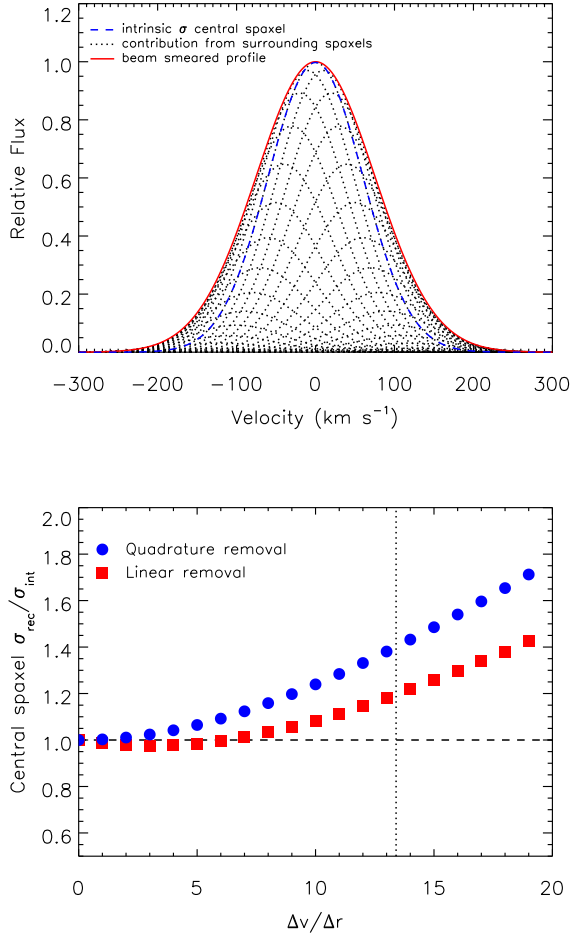 1.2
1.0
0.8
0.6
0.4
0.2
0.0
Relative Flux
intrinsic σ central spaxel
contribution from surrounding spaxels
beam smeared profile
−300 −200 −100 0 100 200 300
Velocity (km s⁻¹)
2.0
1.8
1.6
1.4
1.2
1.0
0.8
0.6
Central spaxel σrec/σint
Quadrature removal
Linear removal
0 5 10 15 20
Δv/Δr